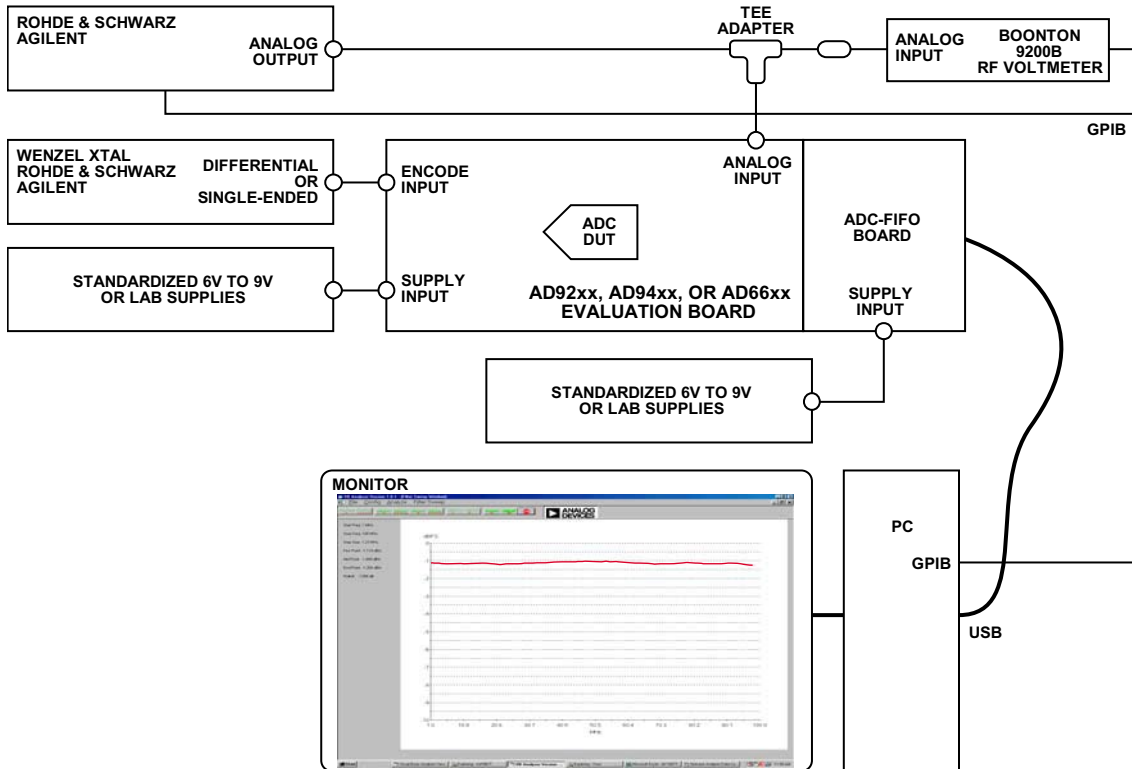 ROHDE & SCHWARZ
AGILENT
ANALOG
OUTPUT
TEE
ADAPTER
ANALOG
INPUT
BOONTON
9200B
RF VOLTMETER
GPIB
WENZEL XTAL
ROHDE & SCHWARZ
AGILENT
DIFFERENTIAL
OR
SINGLE-ENDED
ENCODE
INPUT
ANALOG
INPUT
ADC
DUT
ADC-FIFO
BOARD
STANDARDIZED 6V TO 9V
OR LAB SUPPLIES
SUPPLY
INPUT
AD92xx, AD94xx, OR AD66xx
EVALUATION BOARD
SUPPLY
INPUT
STANDARDIZED 6V TO 9V
OR LAB SUPPLIES
MONITOR
ANALOG
DEVICES
PC
GPIB
USB